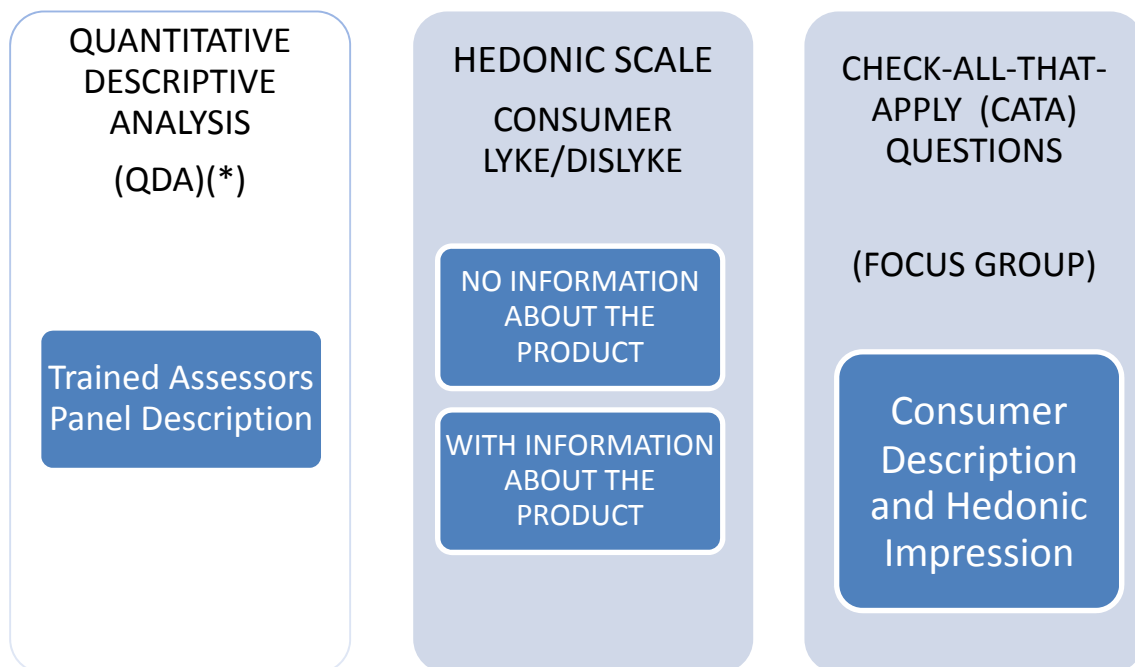 QUANTITATIVE
DESCRIPTIVE
ANALYSIS
(QDA)(*)
Trained Assessors
Panel Description
HEDONIC SCALE
CONSUMER
LYKE/DISLYKE
NO INFORMATION
ABOUT THE
PRODUCT
WITH INFORMATION
ABOUT THE
PRODUCT
CHECK-ALL-THAT-
APPLY (CATA)
QUESTIONS
(FOCUS GROUP)
Consumer
Description
and Hedonic
Impression